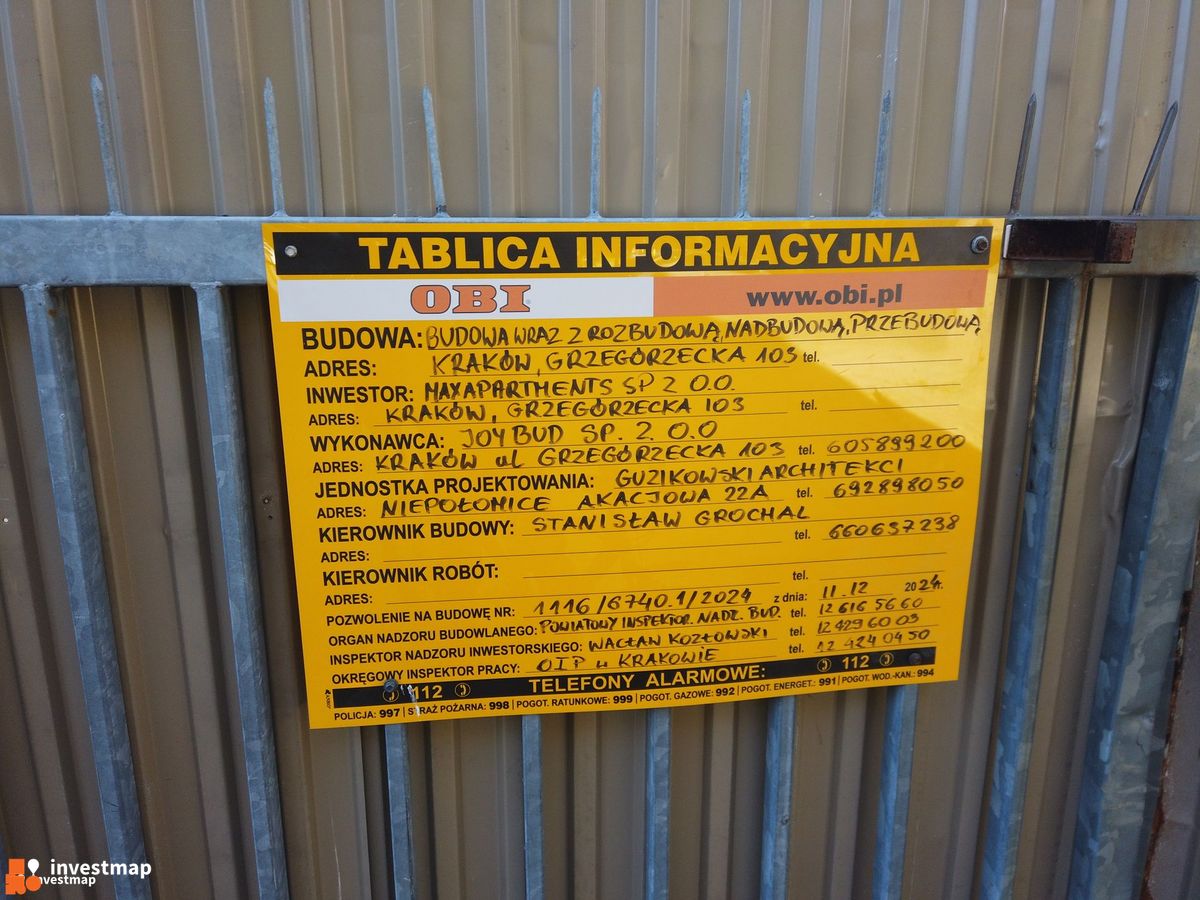 TABLICA INFORMACYJNA
OBI www.obi.pl
BUDOWA: BUDOWA WRAZ Z ROZBUDOWĄ, NADBUDOWĄ, PRZEBUDOWĄ
ADRES: KRAKÓW, GRZEGÓRZECKA 103 tel.
INWESTOR: MAXAPARTMENTS SP Z O.O.
ADRES: KRAKÓW, GRZEGÓRZECKA 103 tel.
WYKONAWCA: JOY BUD SP. Z O.O
ADRES: KRAKÓW ul GRZEGÓRZECKA 103 tel. 605899200
JEDNOSTKA PROJEKTOWANIA: GUZIKOWSKI ARCHITEKCI
ADRES: NIEPOŁOMICE AKACJOWA 22A tel. 692898050
KIEROWNIK BUDOWY: STANISŁAW GROCHAL
ADRES: tel. 660637238
KIEROWNIK ROBÓT:
ADRES: tel.
POZWOLENIE NA BUDOWĘ NR: 1116/6740.1/2024 z dnia: 11.12 2024r.
ORGAN NADZORU BUDOWLANEGO: POWIATOWY INSPEKTOR. NADZ. BUD. tel. 12 616 56 60
INSPEKTOR NADZORU INWESTORSKIEGO: WACŁAW KOZŁOWSKI tel. 12 429 60 03
OKRĘGOWY INSPEKTOR PRACY: OIP w KRAKOWIE tel. 12 424 04 50
112 TELEFONY ALARMOWE: 112
POLICJA: 997 | STRAŻ POŻARNA: 998 | POGOT. RATUNKOWE: 999 | POGOT. GAZOWE: 992 | POGOT. ENERGET.: 991 | POGOT. WOD.-KAN.: 994
investmap
investmap